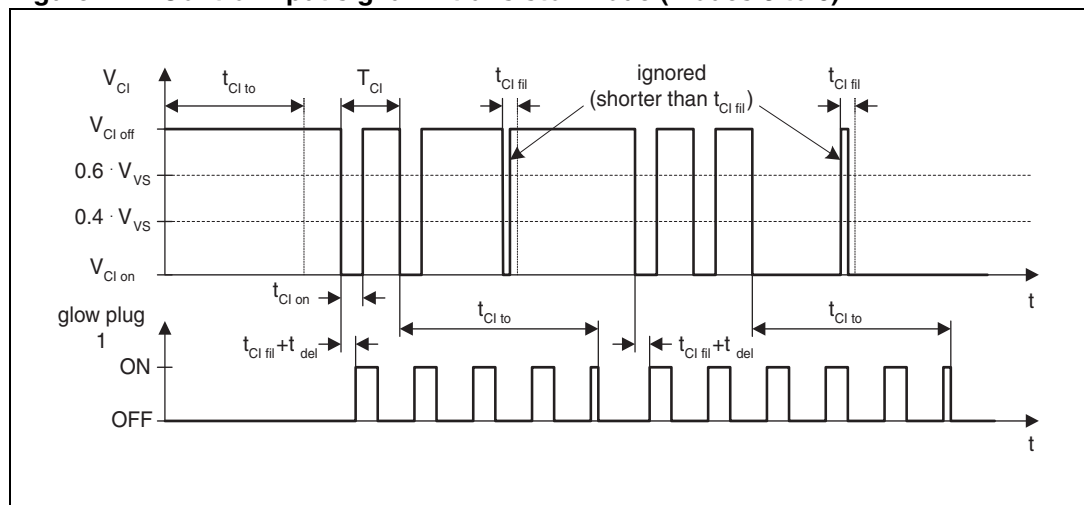 V_CI
t_CI to
T_CI
t_CI fil
ignored
(shorter than t_CI fil)
t_CI fil
V_CI off
0.6 · V_VS
0.4 · V_VS
V_CI on
t_CI on
t
glow plug
1
t_CI to
t_CI to
t_CI fil+t_del
t_CI fil+t_del
ON
OFF
t